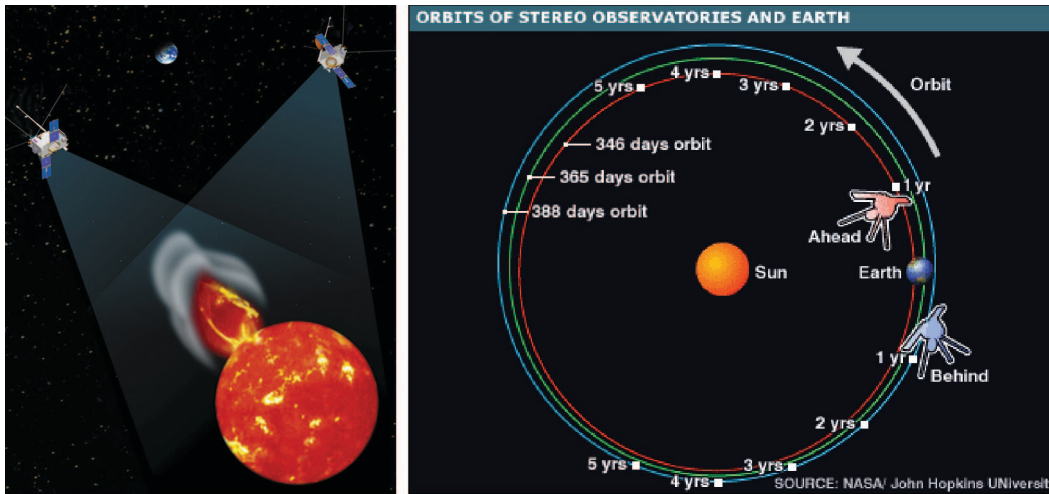 ORBITS OF STEREO OBSERVATORIES AND EARTH
4 yrs
5 yrs
3 yrs
Orbit
2 yrs
346 days orbit
365 days orbit
1 yr
388 days orbit
Ahead
Sun
Earth
1 yr
Behind
2 yrs
5 yrs
3 yrs
4 yrs
SOURCE: NASA/ John Hopkins UNiversit